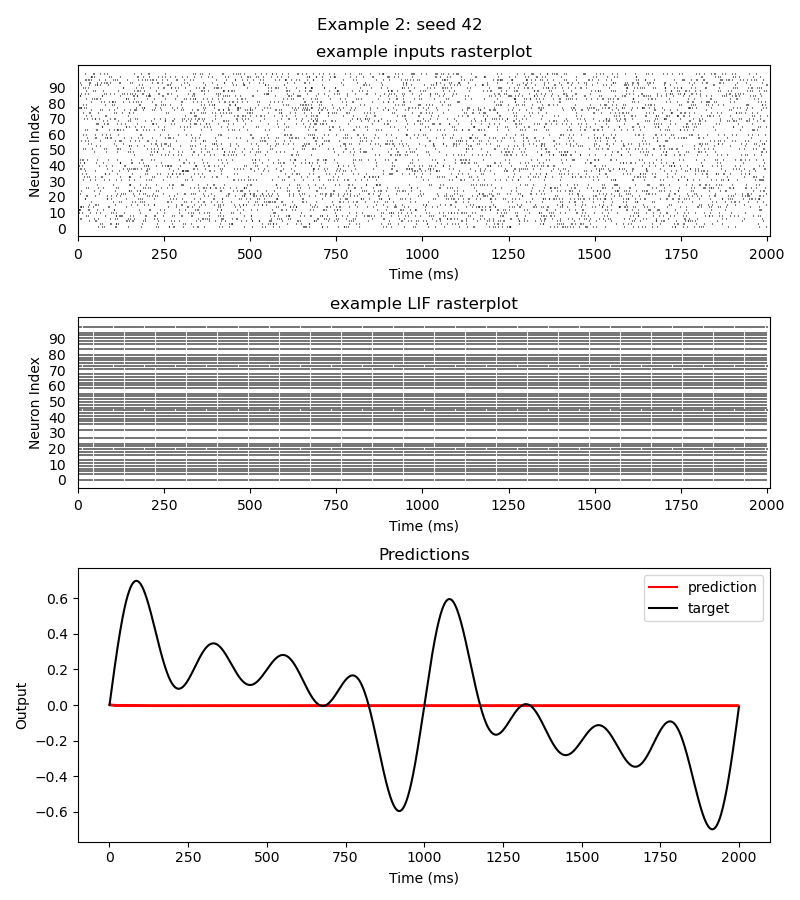 Example 2: seed 42
example inputs rasterplot
90
80
70
60
50
40
30
20
10
0
Neuron Index
0 250 500 750 1000 1250 1500 1750 2000
Time (ms)
example LIF rasterplot
90
80
70
60
50
40
30
20
10
0
Neuron Index
0 250 500 750 1000 1250 1500 1750 2000
Time (ms)
Predictions
prediction
target
0.6
0.4
0.2
0.0
−0.2
−0.4
−0.6
Output
0 250 500 750 1000 1250 1500 1750 2000
Time (ms)